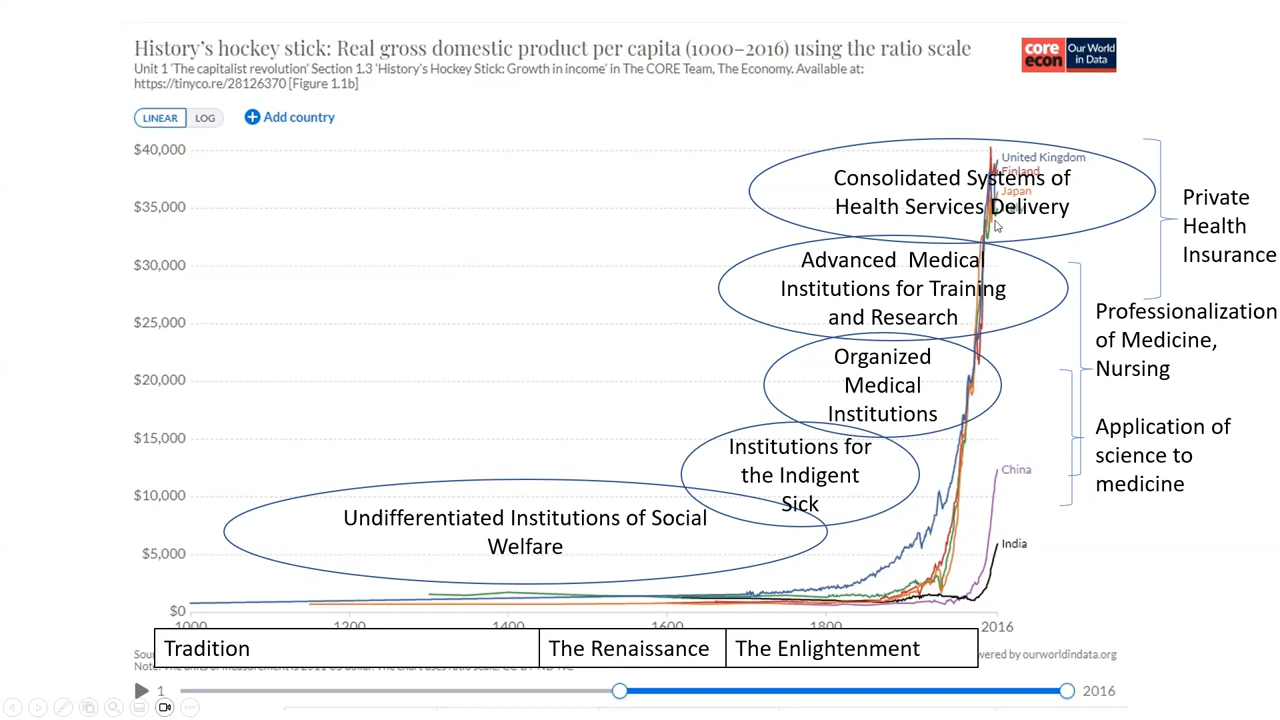 History's hockey stick: Real gross domestic product per capita (1000–2016) using the ratio scale
Unit 1 'The capitalist revolution' Section 1.3 'History's Hockey Stick: Growth in income' in The CORE Team, The Economy. Available at:
https://tinyco.re/28126370 [Figure 1.1b]
core
econ
Our World
in Data
LINEAR
LOG
Add country
$40,000
$35,000
$30,000
$25,000
$20,000
$15,000
$10,000
$5,000
$0
United Kingdom
Finland
Japan
China
India
Consolidated Systems of
Health Services Delivery
Advanced Medical
Institutions for Training
and Research
Organized
Medical
Institutions
Institutions for
the Indigent
Sick
Undifferentiated Institutions of Social
Welfare
Private
Health
Insurance
Professionalization
of Medicine,
Nursing
Application of
science to
medicine
1000
1200
1400
1600
1800
2016
Tradition
The Renaissance
The Enlightenment
ourworldindata.org
1
2016